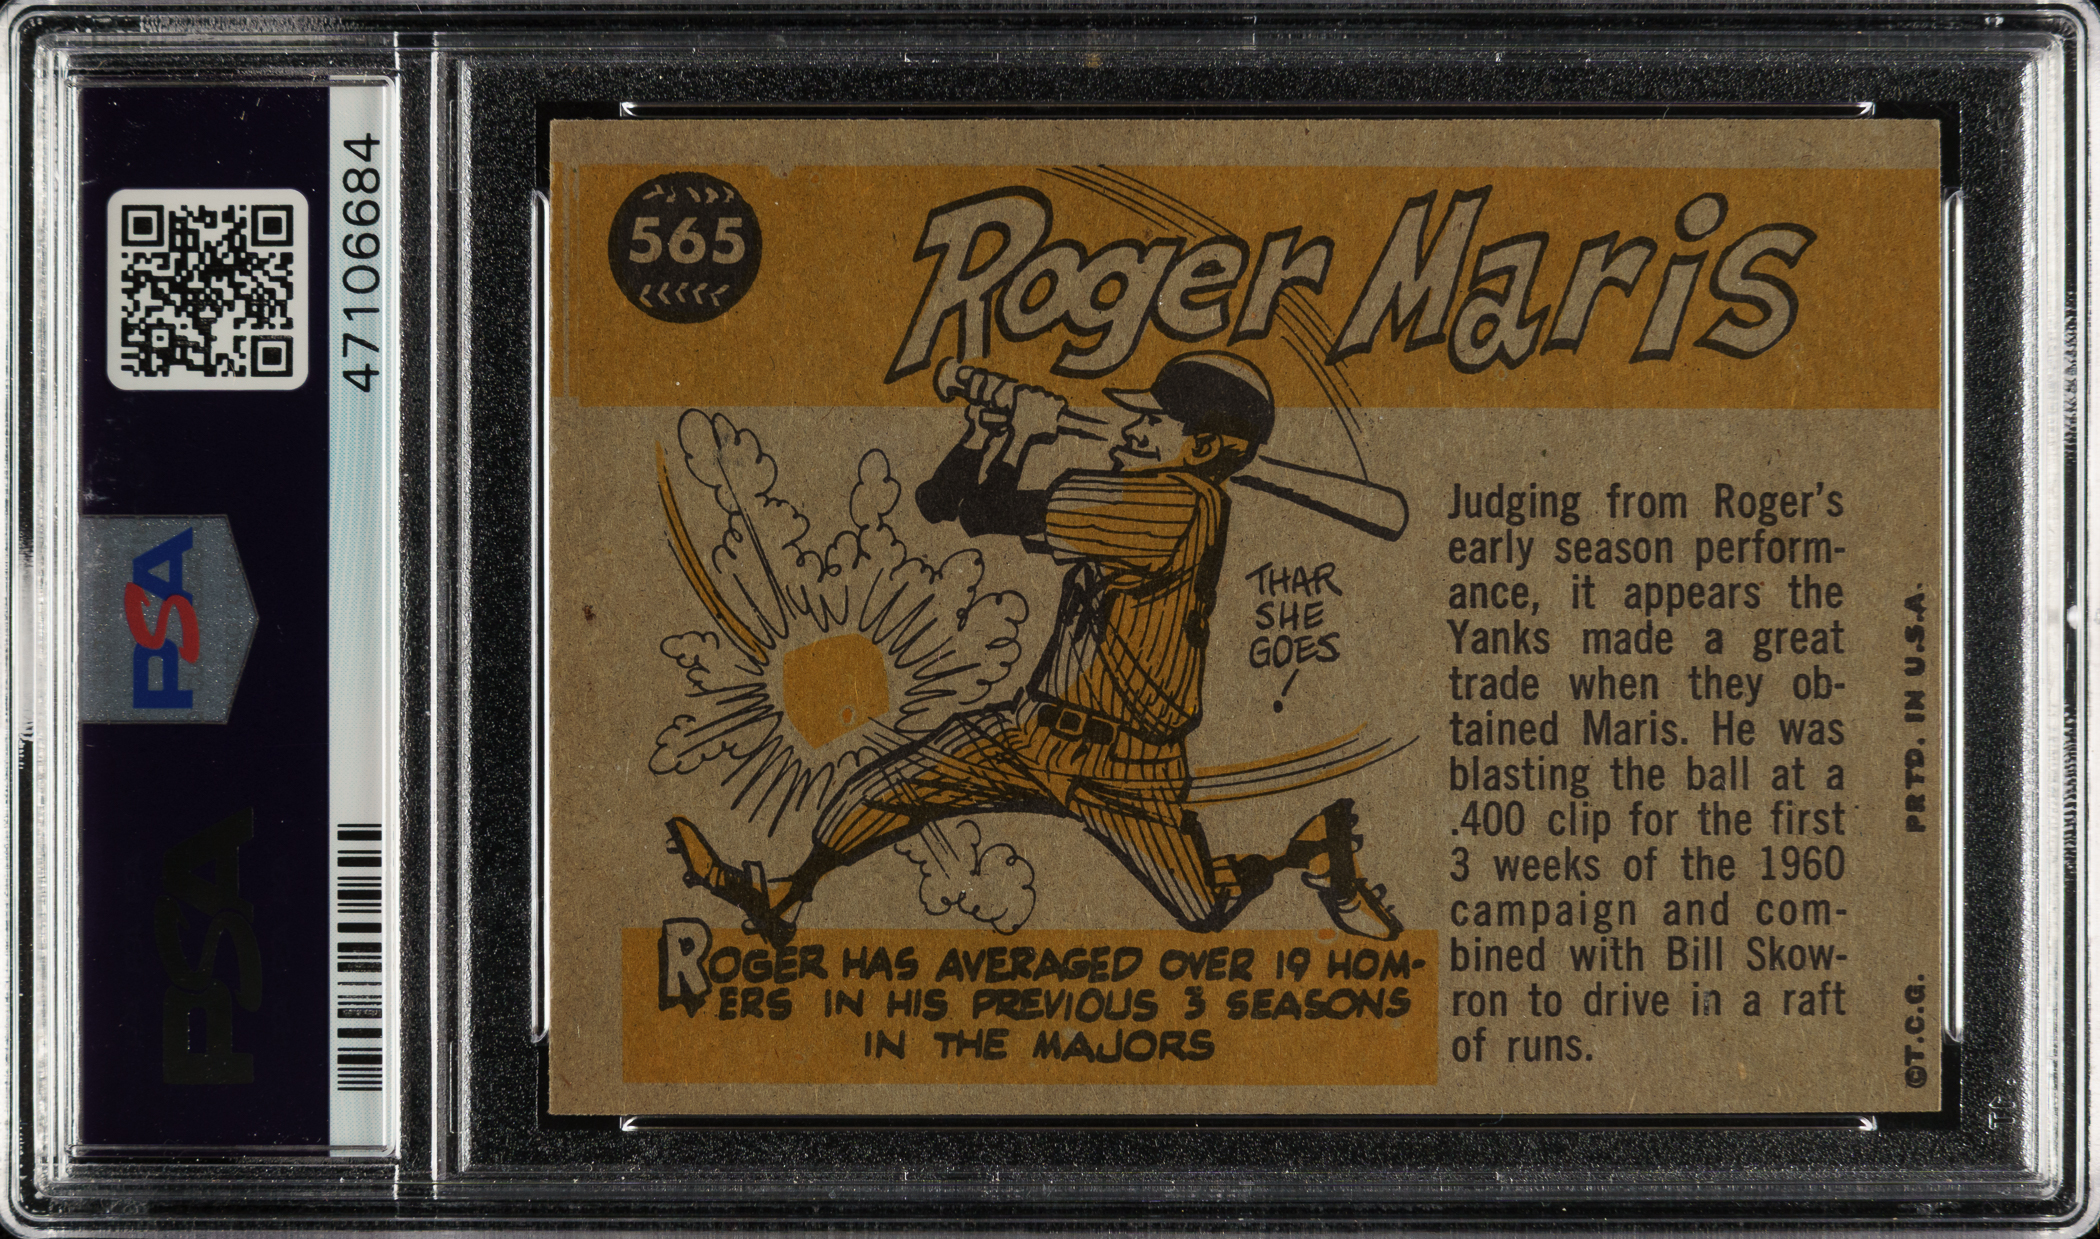 47106684
PSA
PSA
565
Roger Maris
THAR
SHE
GOES
!
Judging from Roger's
early season perform-
ance, it appears the
Yanks made a great
trade when they ob-
tained Maris. He was
blasting the ball at a
.400 clip for the first
3 weeks of the 1960
campaign and com-
bined with Bill Skow-
ron to drive in a raft
of runs.
ROGER HAS AVERAGED OVER 19 HOM-
ERS IN HIS PREVIOUS 3 SEASONS
IN THE MAJORS
©T.C.G. PRTD. IN U.S.A.